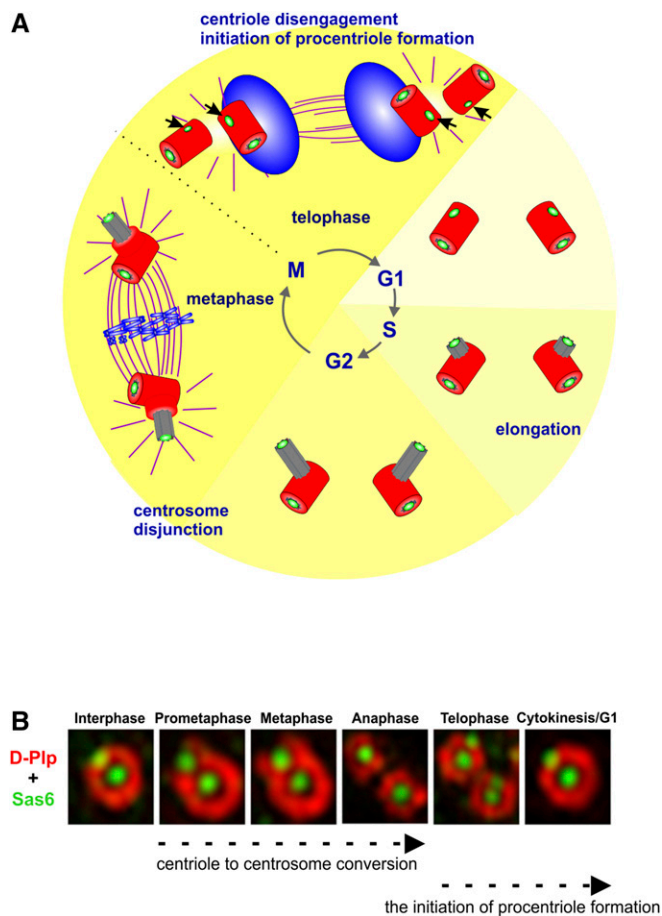 A
centriole disengagement
initiation of procentriole formation
telophase
M
G1
metaphase
S
G2
elongation
centrosome
disjunction
B
Interphase Prometaphase Metaphase Anaphase Telophase Cytokinesis/G1
D-Plp
+
Sas6
centriole to centrosome conversion
the initiation of procentriole formation